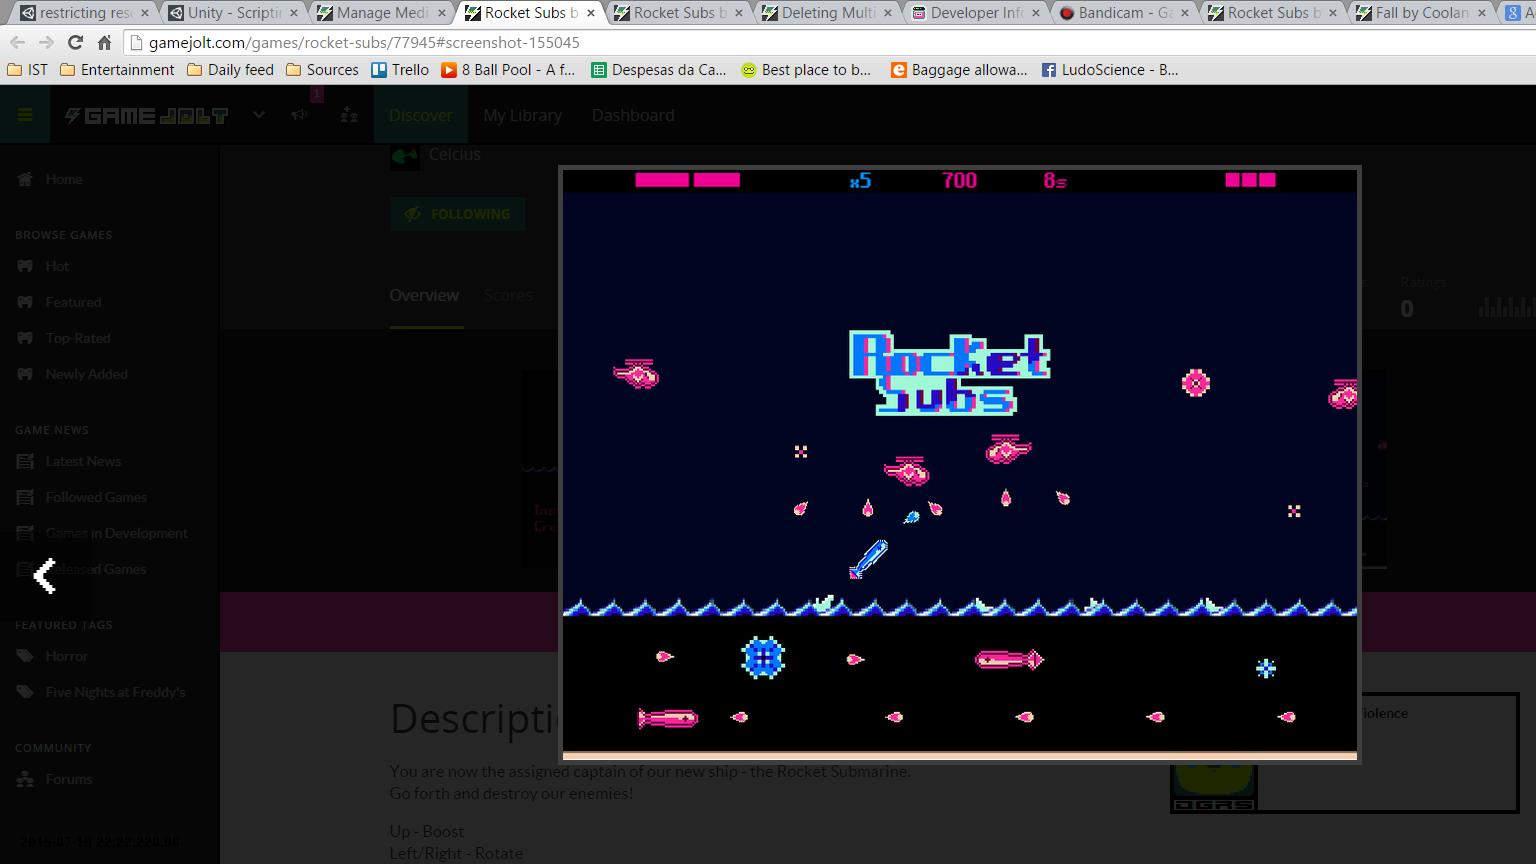 restricting res
Unity - Scripti
Manage Medi
Rocket Subs b
Rocket Subs b
Deleting Multi
Developer Inf
Bandicam - Ga
Rocket Subs b
Fall by Coolan
gamejolt.com/games/rocket-subs/77945#screenshot-155045
IST
Entertainment
Daily feed
Sources
Trello
8 Ball Pool - A f...
Despesas da Ca...
Best place to b...
Baggage allowa...
LudoScience - B...
1
GAME JOLT
Discover
My Library
Dashboard
Celcius
FOLLOWING
Overview
Scores
Ratings
0
Home
BROWSE GAMES
Hot
Featured
Top-Rated
Newly Added
GAME NEWS
Latest News
Followed Games
Games in Development
Released Games
FEATURED TAGS
Horror
Five Nights at Freddy's
COMMUNITY
Forums
x5
700
8
Rocket
Subs
Descripti
You are now the assigned captain of our new ship - the Rocket Submarine.
Go forth and destroy our enemies!
Up - Boost
Left/Right - Rotate
iolence
OGRS